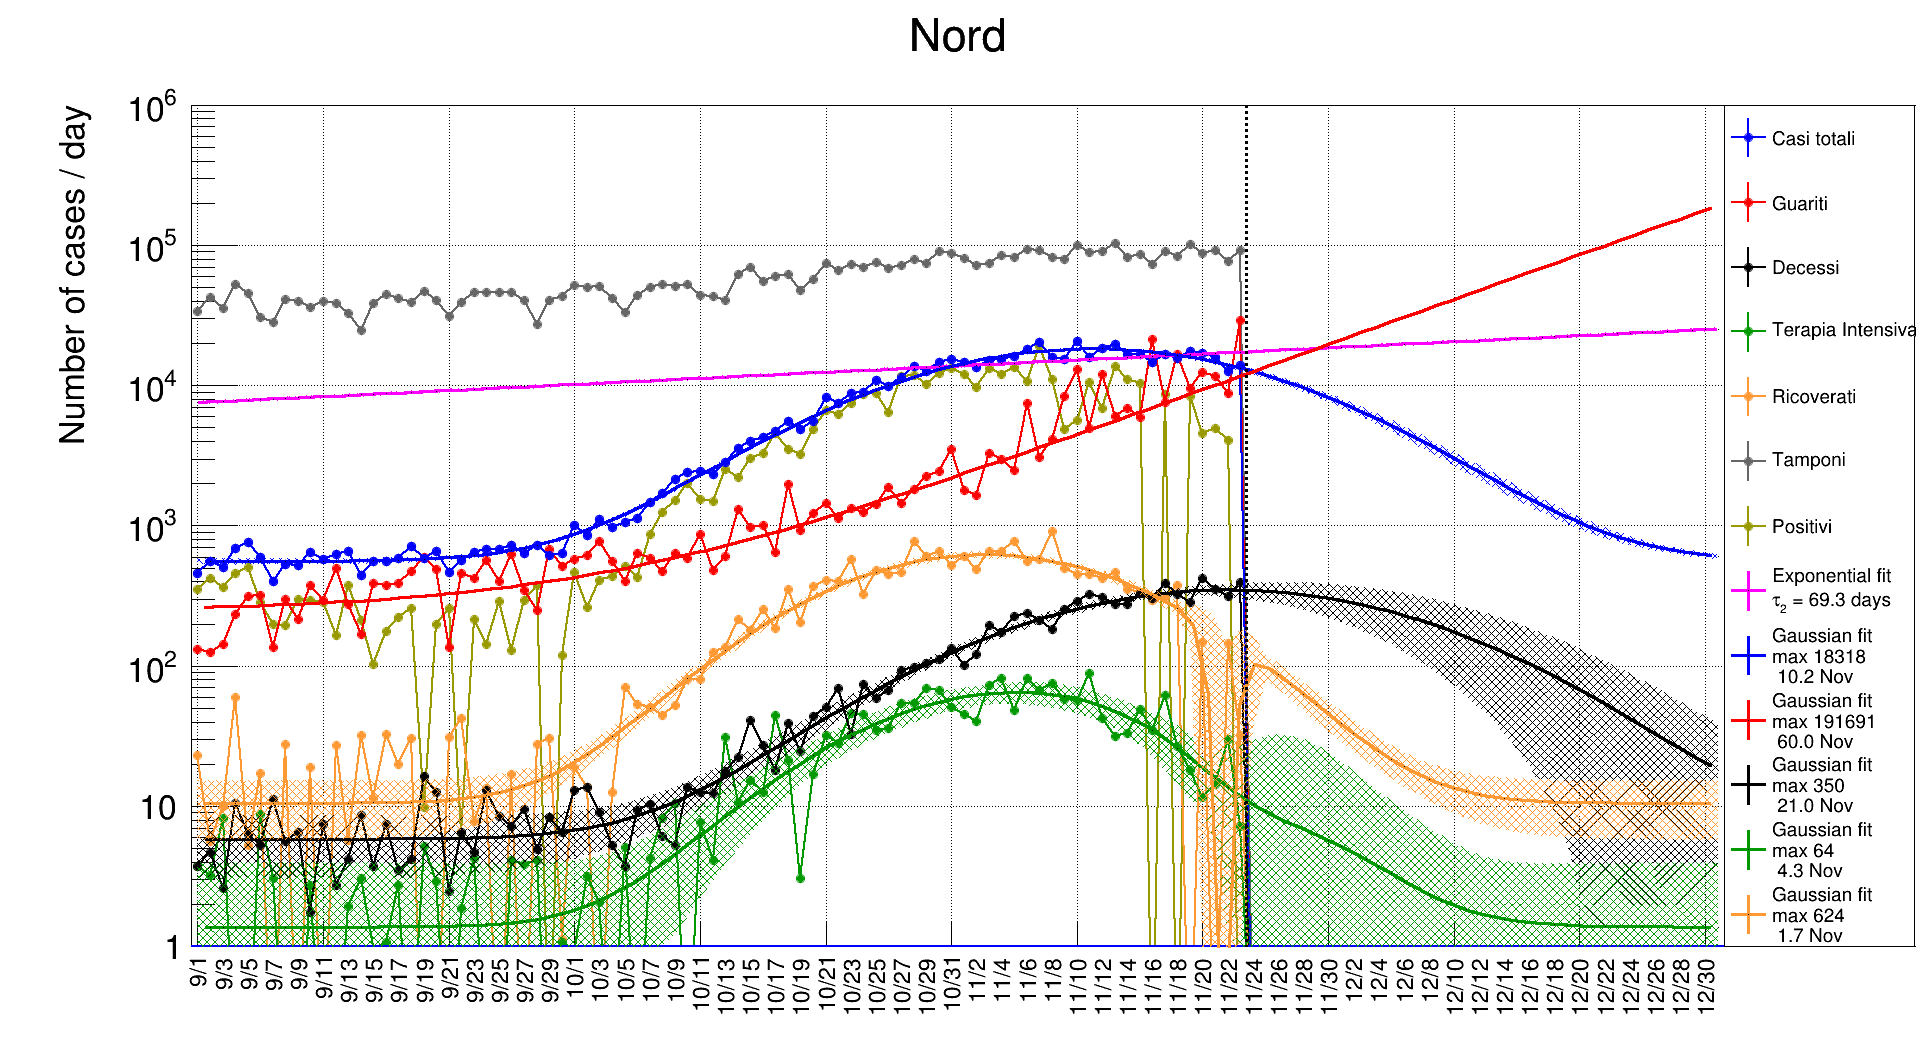 Nord
Number of cases / day
10^6
10^5
10^4
10^3
10^2
10
1
9/1
9/3
9/5
9/7
9/9
9/11
9/13
9/15
9/17
9/19
9/21
9/23
9/25
9/27
9/29
10/1
10/3
10/5
10/7
10/9
10/11
10/13
10/15
10/17
10/19
10/21
10/23
10/25
10/27
10/29
10/31
11/2
11/4
11/6
11/8
11/10
11/12
11/14
11/16
11/18
11/20
11/22
11/24
11/26
11/28
11/30
12/2
12/4
12/6
12/8
12/10
12/12
12/14
12/16
12/18
12/20
12/22
12/24
12/26
12/28
12/30
Casi totali
Guariti
Decessi
Terapia Intensiva
Ricoverati
Tamponi
Positivi
Exponential fit
τ₂ = 69.3 days
Gaussian fit
max 18318
10.2 Nov
Gaussian fit
max 191691
60.0 Nov
Gaussian fit
max 350
21.0 Nov
Gaussian fit
max 64
4.3 Nov
Gaussian fit
max 624
1.7 Nov